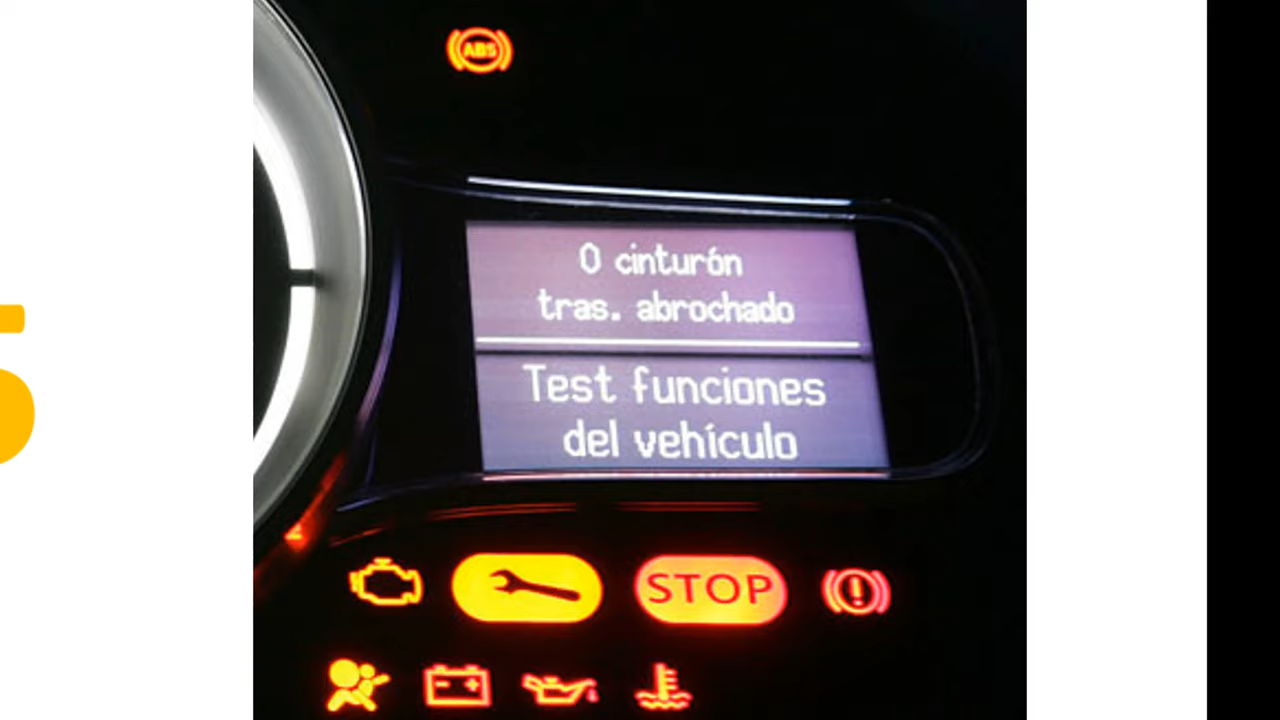 ABS
0 cinturón
tras. abrochado
Test funciones
del vehículo
STOP